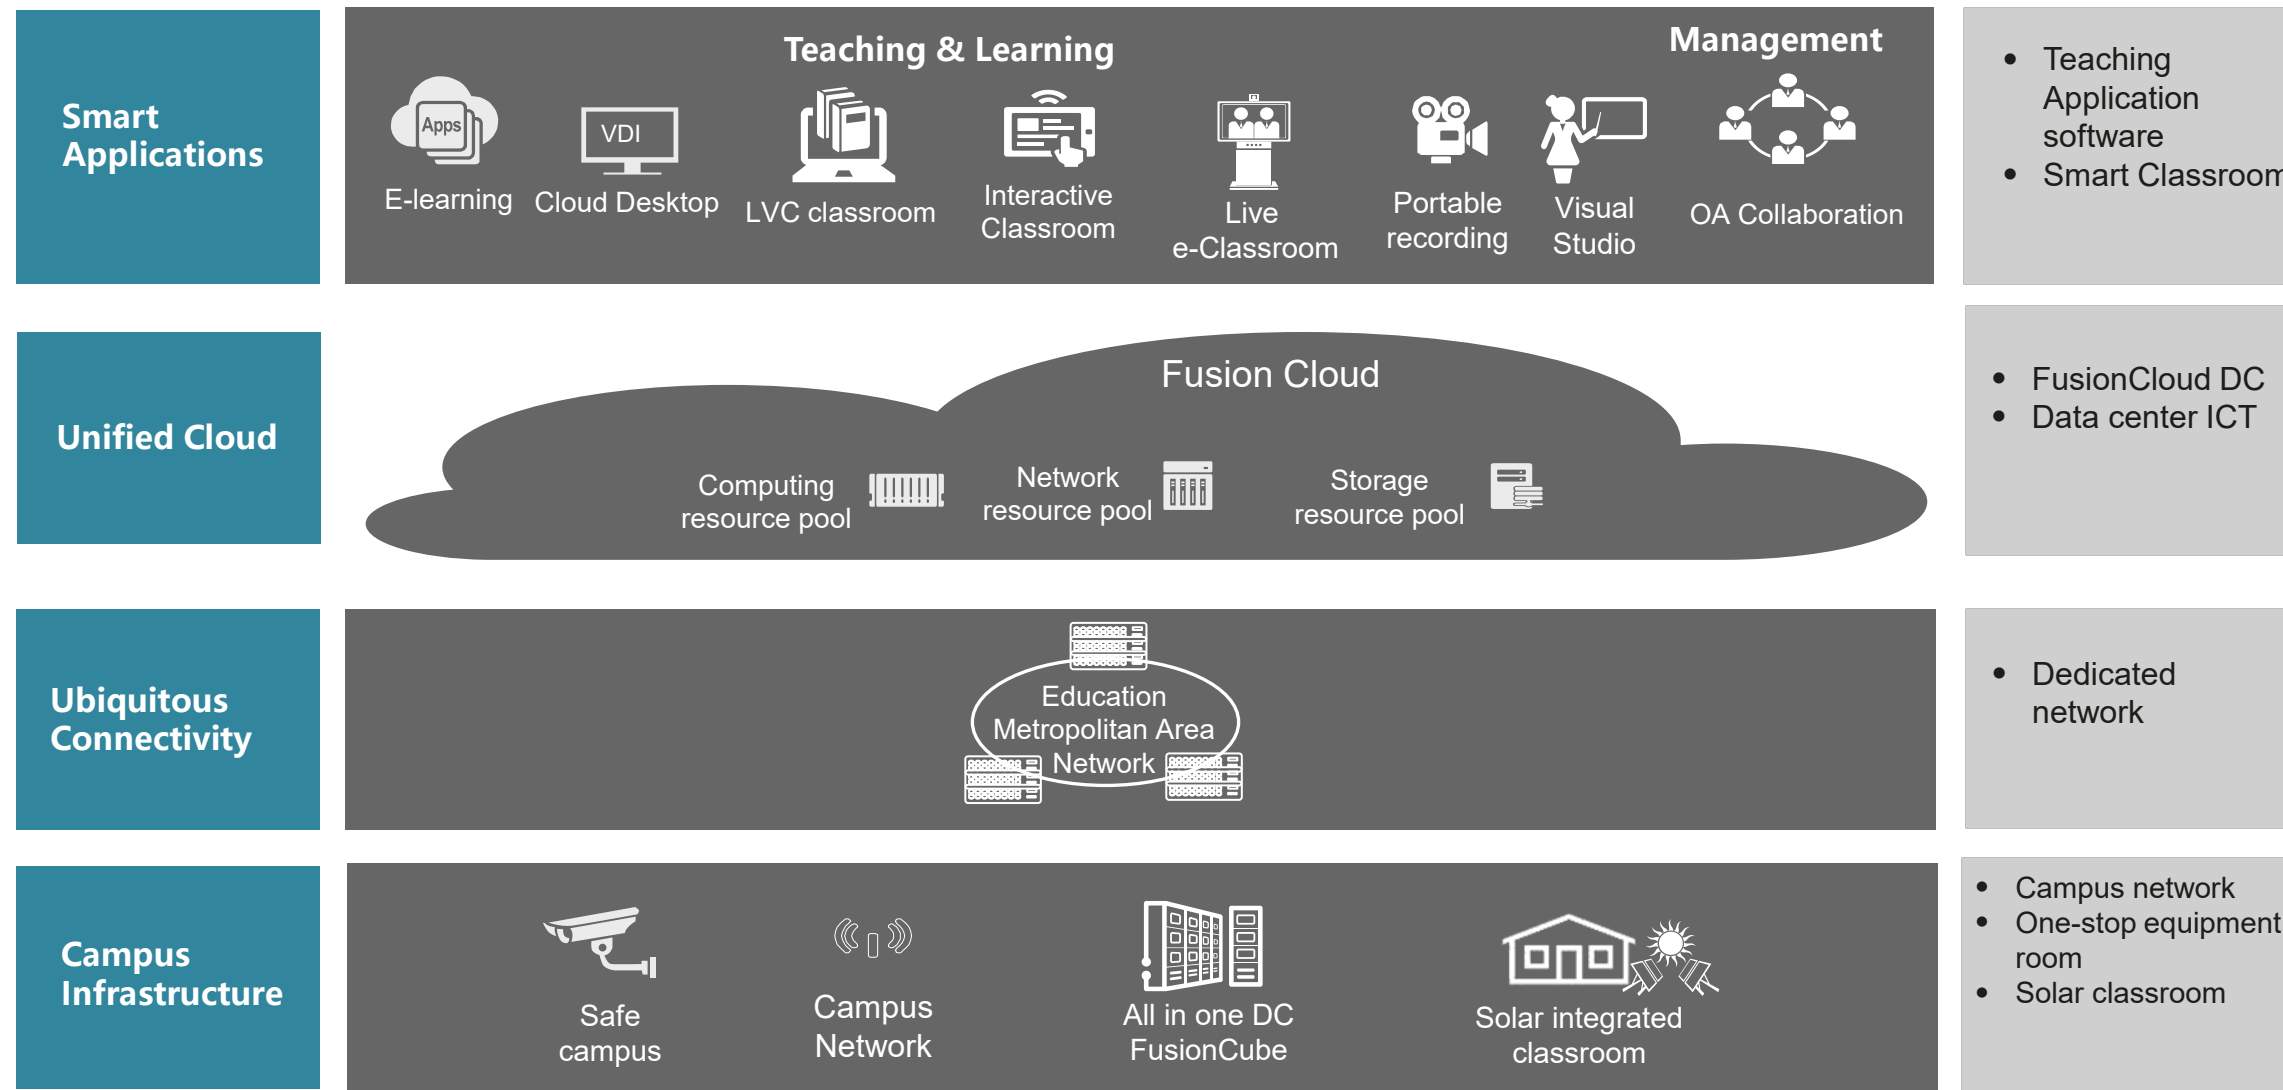 Smart
Applications
Teaching & Learning
Management
Apps
VDI
E-learning
Cloud Desktop
LVC classroom
Interactive
Classroom
Live
e-Classroom
Portable
recording
Visual
Studio
OA Collaboration
• Teaching
Application
software
• Smart Classroom
Unified Cloud
Fusion Cloud
Computing
resource pool
Network
resource pool
Storage
resource pool
• FusionCloud DC
• Data center ICT
Ubiquitous
Connectivity
Education
Metropolitan Area
Network
• Dedicated
network
Campus
Infrastructure
Safe
campus
Campus
Network
All in one DC
FusionCube
Solar integrated
classroom
• Campus network
• One-stop equipment
room
• Solar classroom